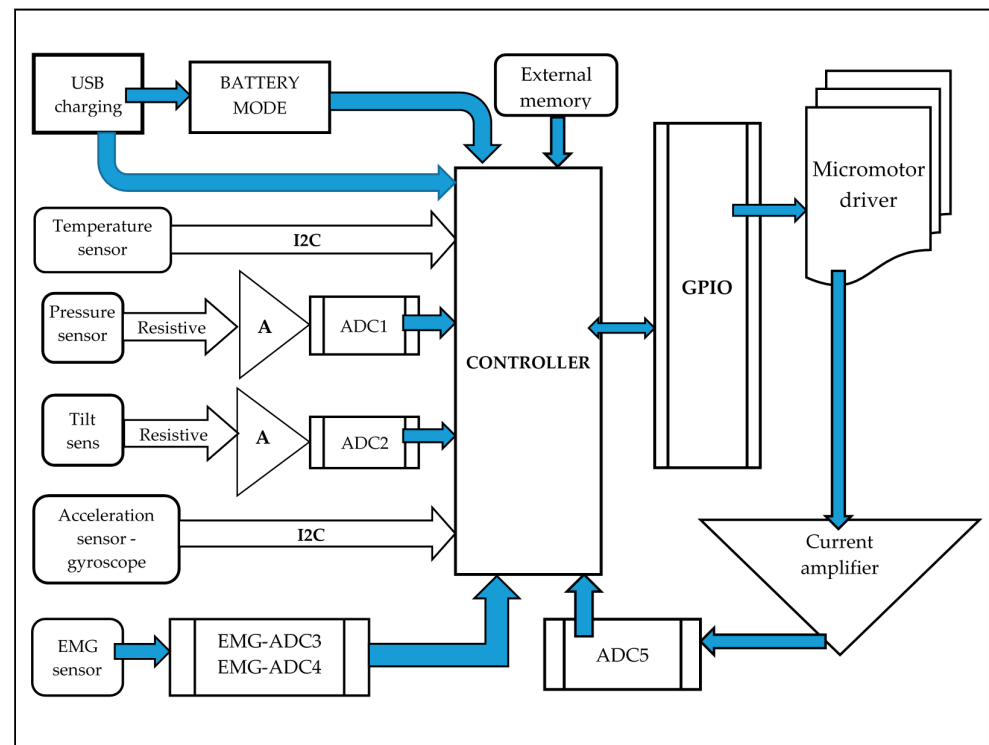 USB
charging
BATTERY
MODE
External
memory
Micromotor
driver
Temperature
sensor
I2C
GPIO
Pressure
sensor
Resistive
A
ADC1
CONTROLLER
Tilt
sens
Resistive
A
ADC2
Acceleration
sensor -
gyroscope
I2C
Current
amplifier
EMG
sensor
EMG-ADC3
EMG-ADC4
ADC5